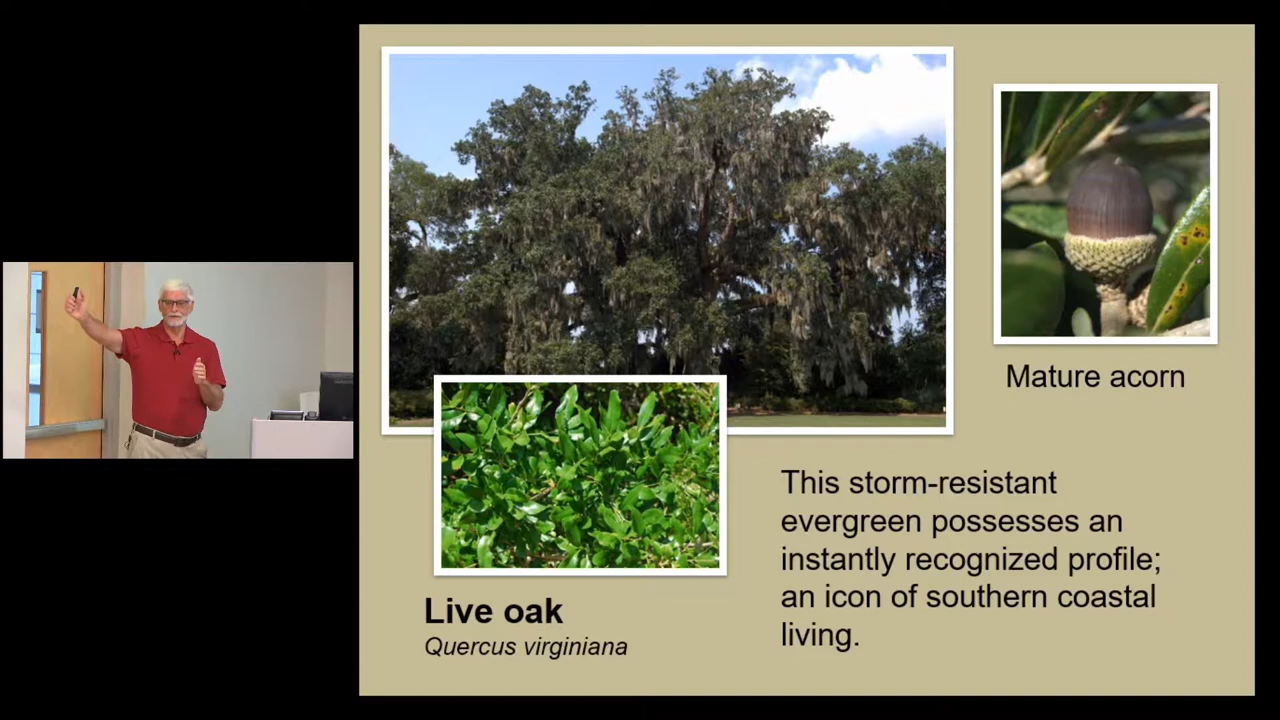 Mature acorn
This storm-resistant
evergreen possesses an
instantly recognized profile;
an icon of southern coastal
living.
Live oak
Quercus virginiana